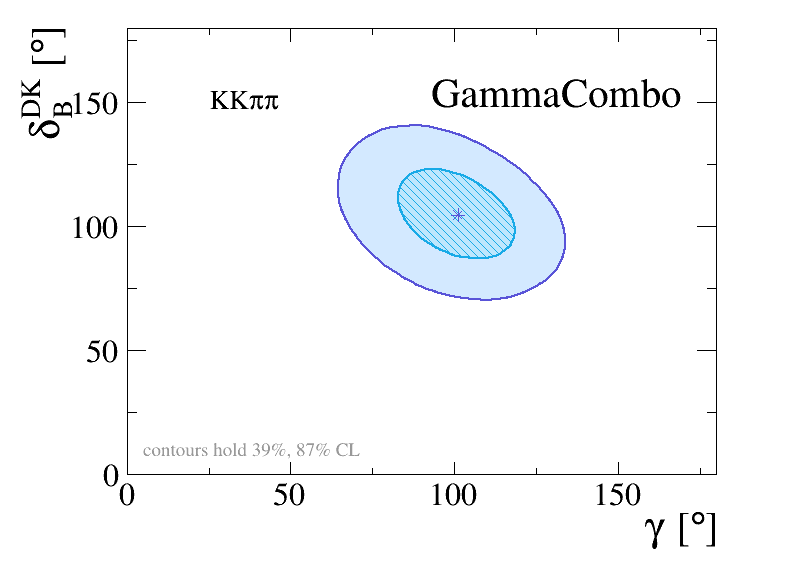 δ_B^DK [°]
KKππ
GammaCombo
150
100
50
0
contours hold 39%, 87% CL
0 50 100 150
γ [°]